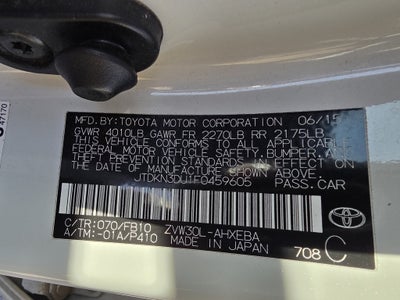 47170
MFD.BY:TOYOTA MOTOR CORPORATION 06/15
GVWR 4010LB GAWR FR 2270LB RR 2175LB
THIS VEHICLE CONFORMS TO ALL APPLICABLE
FEDERAL MOTOR VEHICLE SAFETY, BUMPER, AND
THEFT PREVENTION STANDARDS IN EFFECT ON
THE DATE OF MANUFACTURE SHOWN ABOVE.
JTDKN3DU1F0459605 PASS.CAR
C/TR:070/FB10 ZVW30L-AHXEBA
A/TM:-01A/P410 MADE IN JAPAN
708 C
TOYOTA